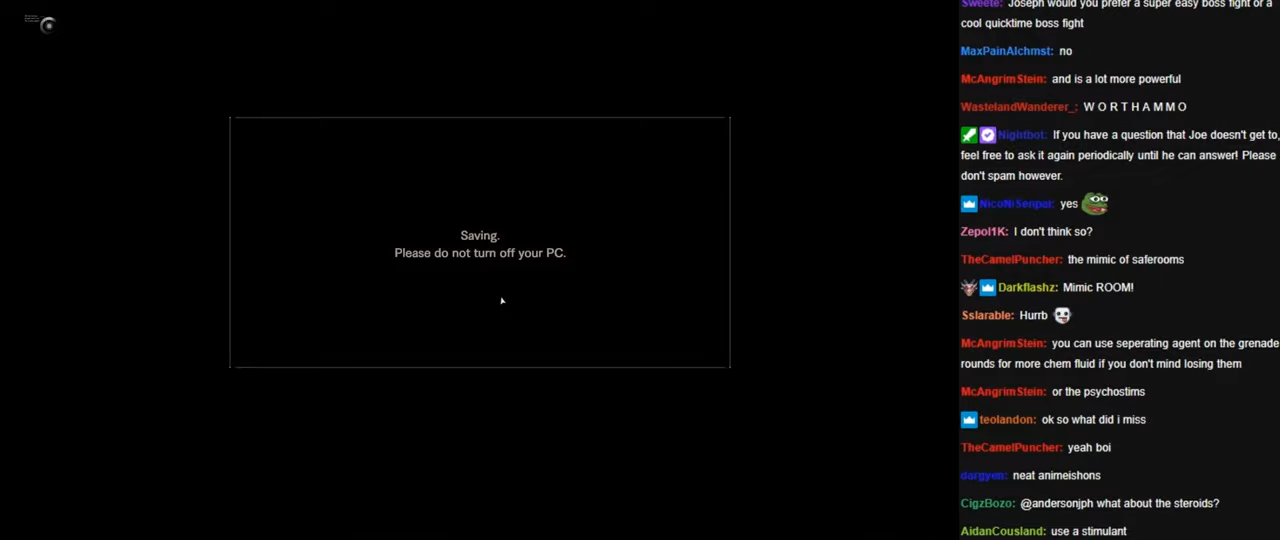 Saving.
Please do not turn off your PC.
Sweete: Joseph would you prefer a super easy boss fight or a
cool quicktime boss fight
MaxPainAlchmst: no
McAngrimStein: and is a lot more powerful
WastelandWanderer_: W O R T H A M M O
Nightbot: If you have a question that Joe doesn't get to,
feel free to ask it again periodically until he can answer! Please
don't spam however.
NicoNiSenpai: yes
Zepol1K: I don't think so?
TheCamelPuncher: the mimic of saferooms
Darkflashz: Mimic ROOM!
Sslarable: Hurrb
McAngrimStein: you can use seperating agent on the grenade
rounds for more chem fluid if you don't mind losing them
McAngrimStein: or the psychostims
teolandon: ok so what did i miss
TheCamelPuncher: yeah boi
dargyen: neat animeishons
CigzBozo: @andersonjph what about the steroids?
AidanCousland: use a stimulant